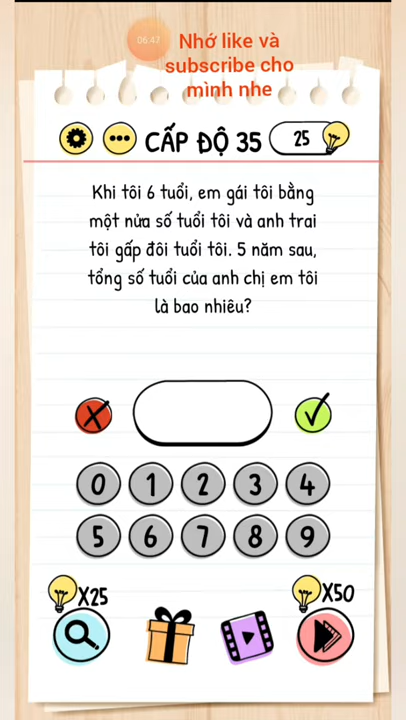 06.47
Nhớ like và
subscribe cho
mình nhe
CẤP ĐỘ 35
25
Khi tôi 6 tuổi, em gái tôi bằng
một nửa số tuổi tôi và anh trai
tôi gấp đôi tuổi tôi. 5 năm sau,
tổng số tuổi của anh chị em tôi
là bao nhiêu?
0 1 2 3 4
5 6 7 8 9
X25
X50